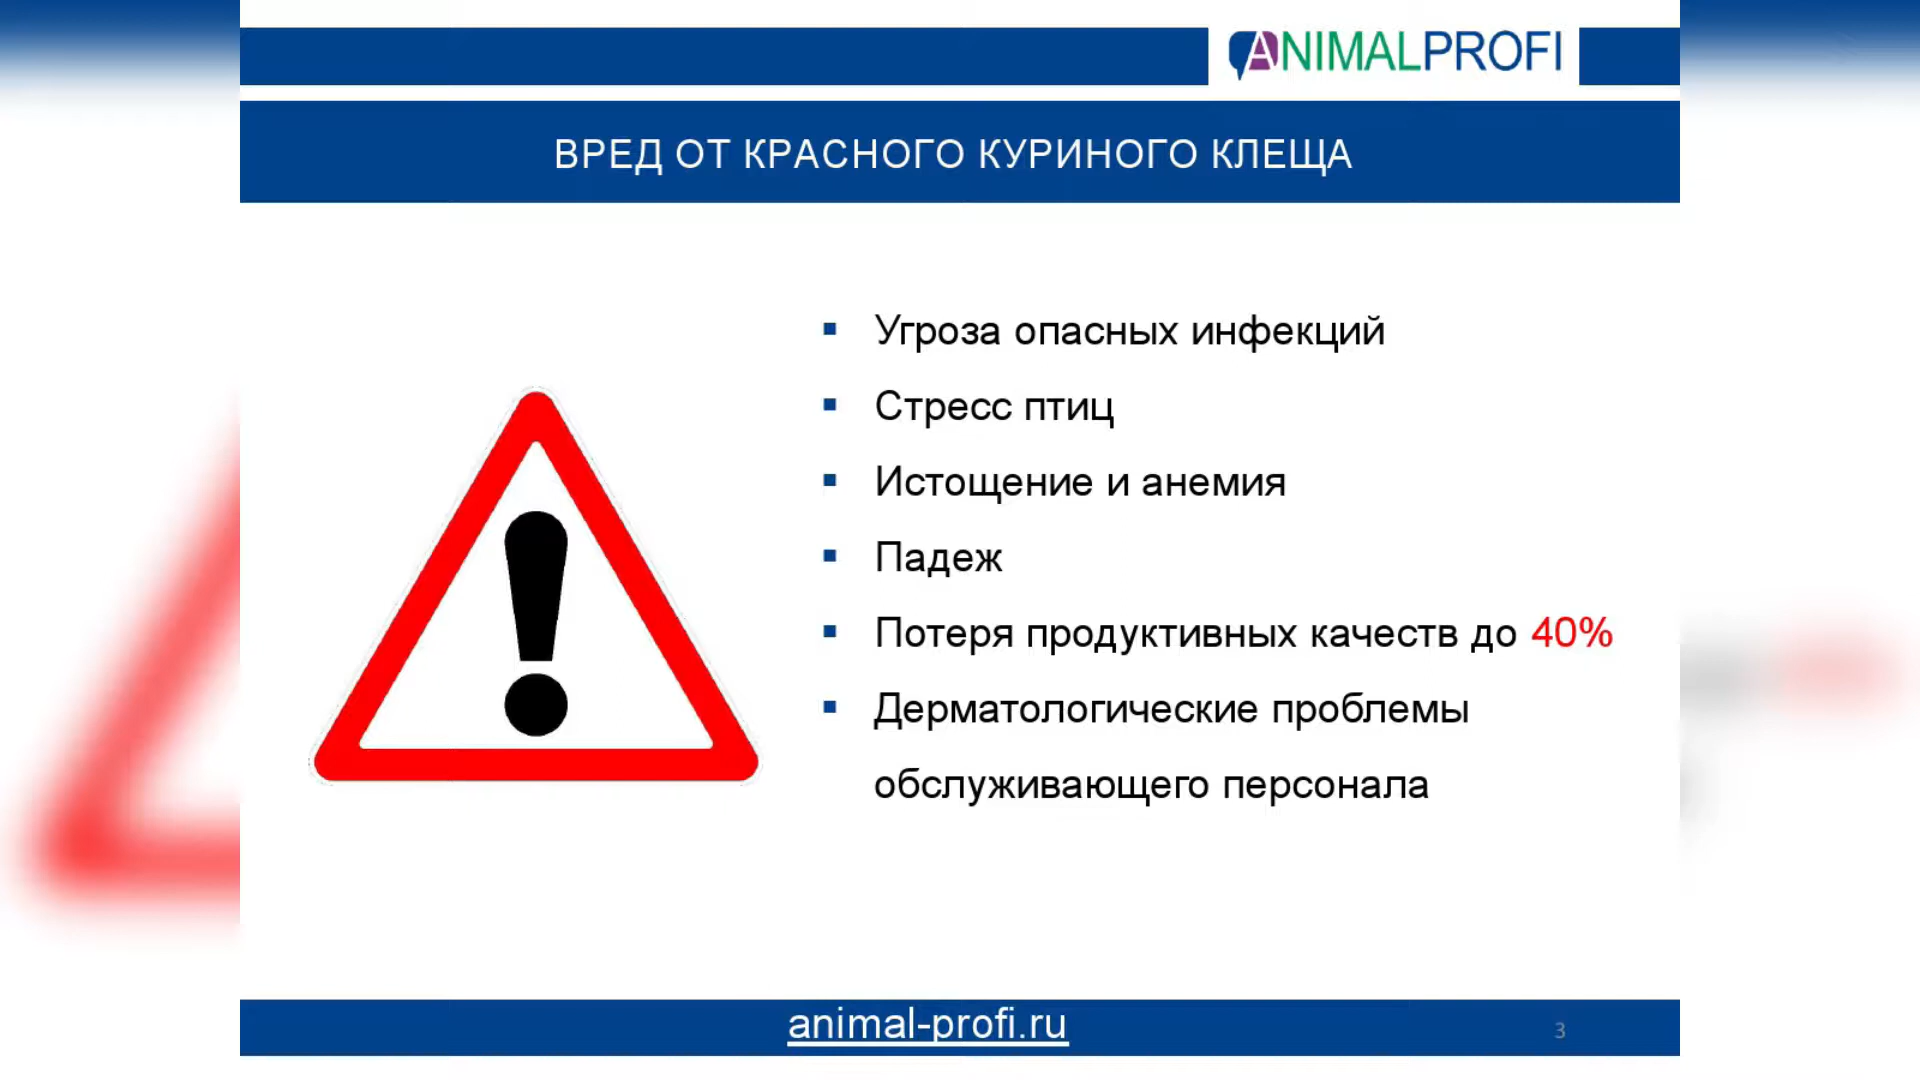 ANIMALPROFI
ВРЕД ОТ КРАСНОГО КУРИНОГО КЛЕЩА
▪ Угроза опасных инфекций
▪ Стресс птиц
▪ Истощение и анемия
▪ Падеж
▪ Потеря продуктивных качеств до 40%
▪ Дерматологические проблемы
обслуживающего персонала
animal-profi.ru
3